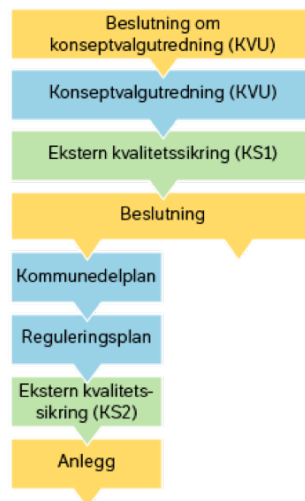 Beslutning om
konseptvalgutredning (KVU)
Konseptvalgutredning (KVU)
Ekstern kvalitetssikring (KS1)
Beslutning
Kommunedelplan
Reguleringsplan
Ekstern kvalitets-
sikring (KS2)
Anlegg